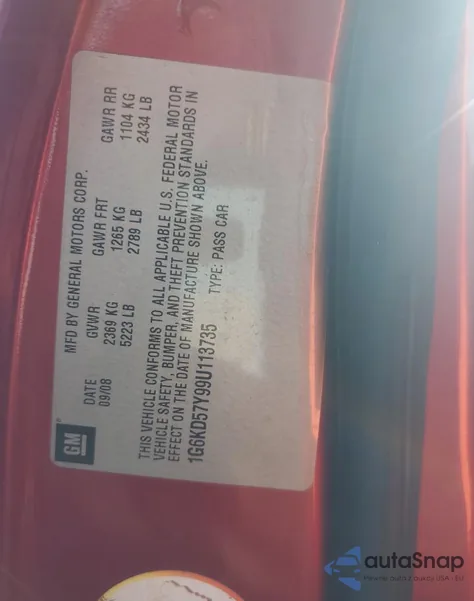 GM
MFD BY GENERAL MOTORS CORP.
DATE GVWR GAWR FRT GAWR RR
09/08 2369 KG 1265 KG 1104 KG
5223 LB 2789 LB 2434 LB
THIS VEHICLE CONFORMS TO ALL APPLICABLE U.S. FEDERAL MOTOR
VEHICLE SAFETY, BUMPER, AND THEFT PREVENTION STANDARDS IN
EFFECT ON THE DATE OF MANUFACTURE SHOWN ABOVE.
1G6KD57Y99U113735 TYPE: PASS CAR
autaSnap